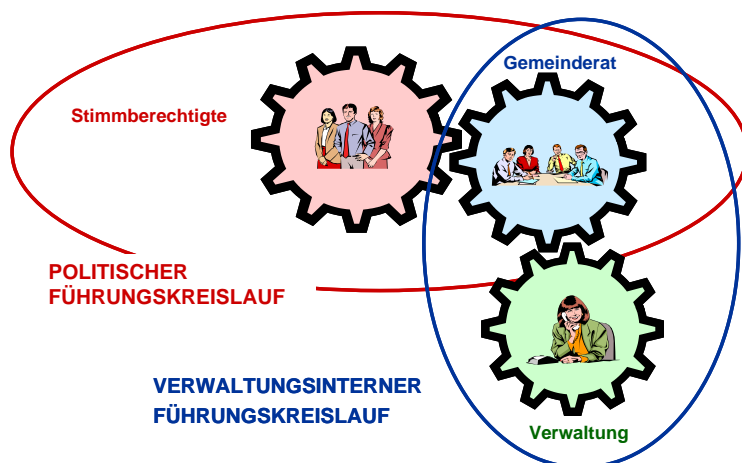 Gemeinderat
Stimmberechtigte
POLITISCHER
FÜHRUNGSKREISLAUF
VERWALTUNGSINTERNER
FÜHRUNGSKREISLAUF
Verwaltung